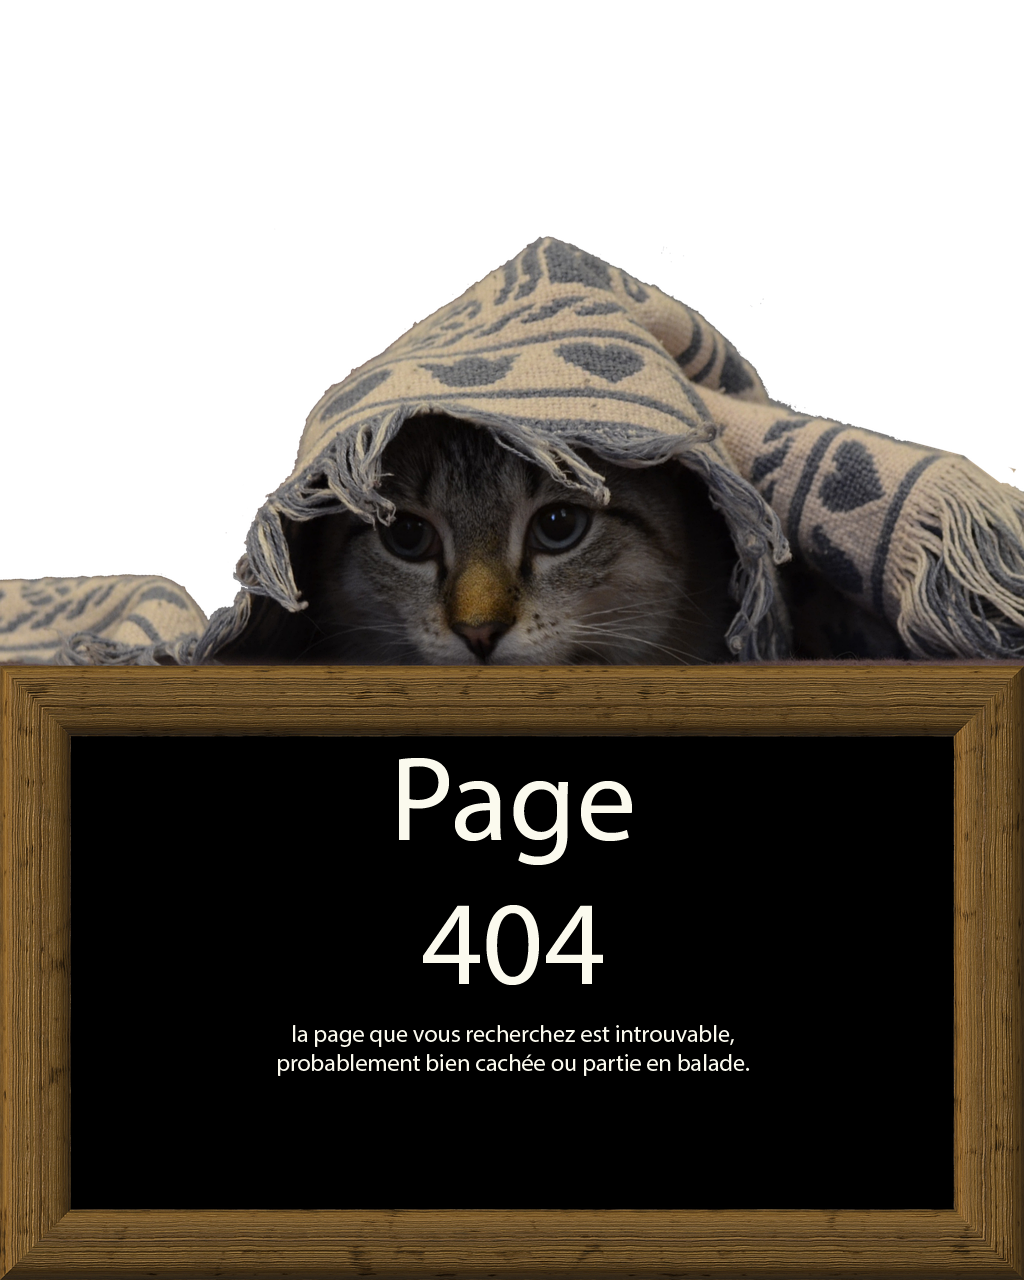 Page
404
la page que vous recherchez est introuvable,
probablement bien cachée ou partie en balade.